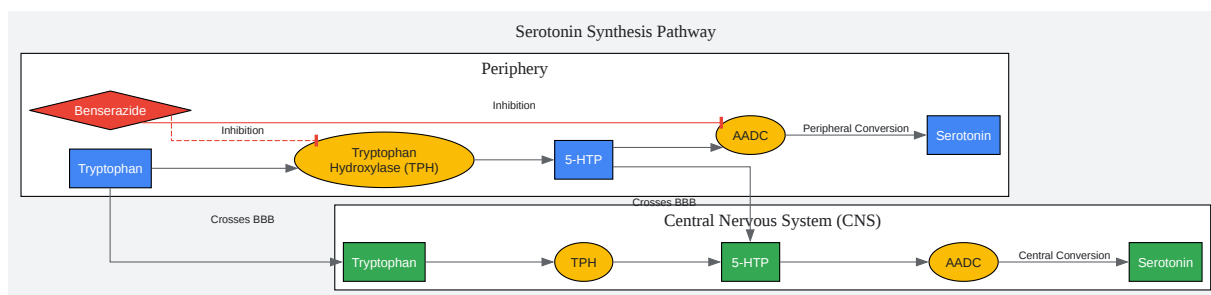 Serotonin Synthesis Pathway
Periphery
Benserazide
Inhibition
Inhibition
AADC
Peripheral Conversion
Serotonin
Tryptophan
Tryptophan
Hydroxylase (TPH)
5-HTP
Crosses BBB
Crosses BBB
Central Nervous System (CNS)
Tryptophan
TPH
5-HTP
AADC
Central Conversion
Serotonin